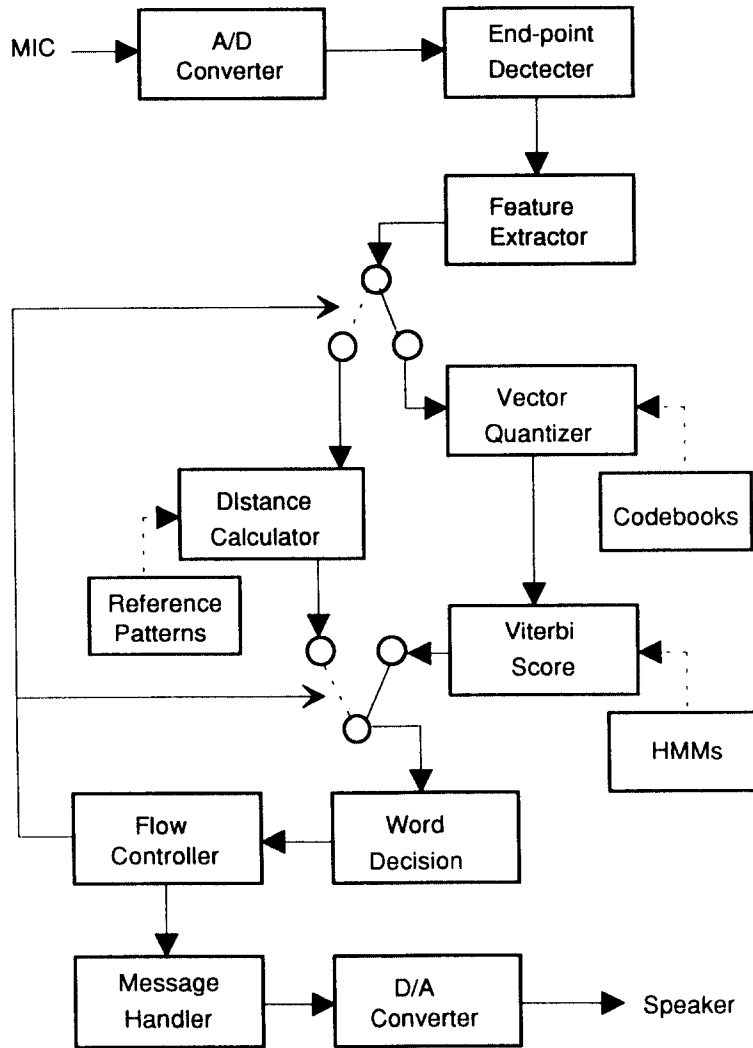 MIC
A/D
Converter
End-point
Dectecter
Feature
Extractor
Vector
Quantizer
Distance
Calculator
Codebooks
Reference
Patterns
Viterbi
Score
HMMs
Flow
Controller
Word
Decision
Message
Handler
D/A
Converter
Speaker